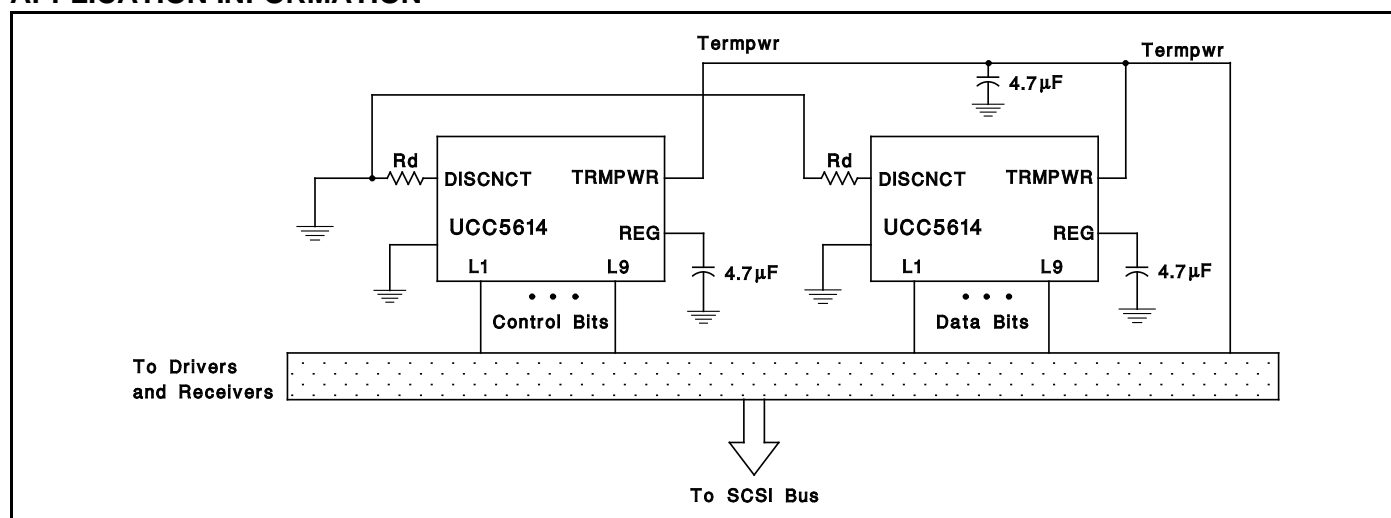 APPLICATION INFORMATION
Termpwr
Termpwr
4.7µF
Rd
DISCNCT
TRMPWR
UCC5614
REG
L1
L9
4.7µF
Control Bits
Rd
DISCNCT
TRMPWR
UCC5614
REG
L1
L9
4.7µF
Data Bits
To Drivers
and Receivers
To SCSI Bus